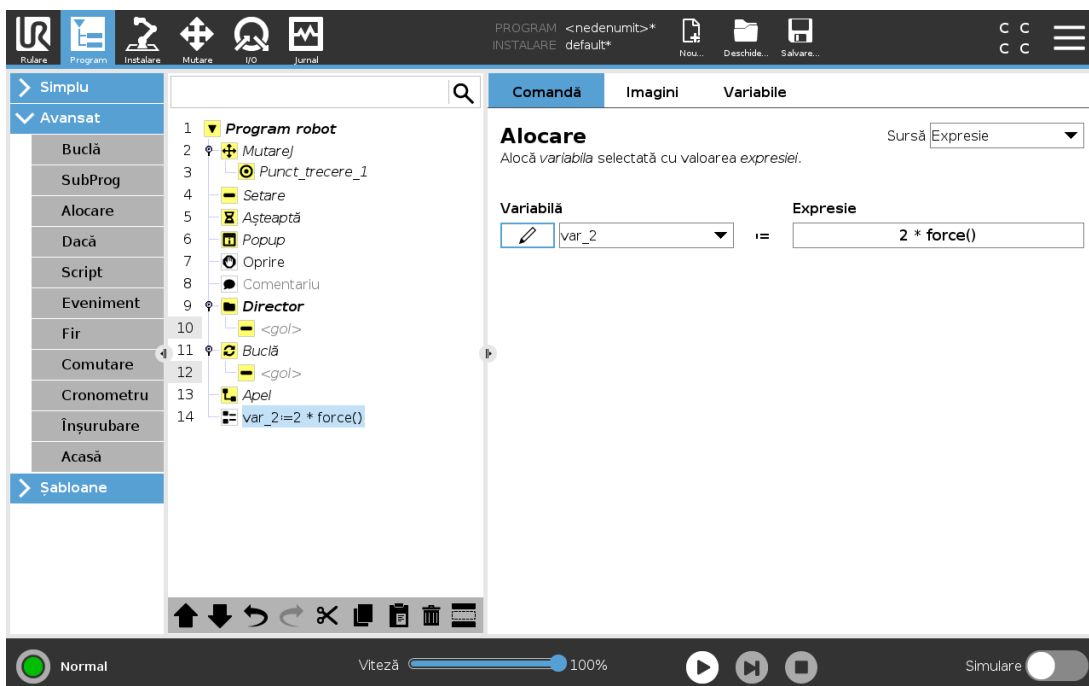 PROGRAM <nedenumit>*
INSTALARE default*
Rulare Program Instalare Mutare I/O Jurnal Nou... Deschide... Salvare...
C C
C C
Simplu
Avansat
Buclă
SubProg
Alocare
Dacă
Script
Eveniment
Fir
Comutare
Cronometru
Înșurubare
Acasă
Șabloane
1 Program robot
2 MutareJ
3 Punct_trecere_1
4 Setare
5 Așteaptă
6 Popup
7 Oprire
8 Comentariu
9 Director
10 <gol>
11 Buclă
12 <gol>
13 Apel
14 var_2:=2 * force()
Comandă Imagini Variabile
Alocare
Sursă Expresie
Alocă variabila selectată cu valoarea expresiei.
Variabilă Expresie
var_2 := 2 * force()
Normal Viteză 100% Simulare